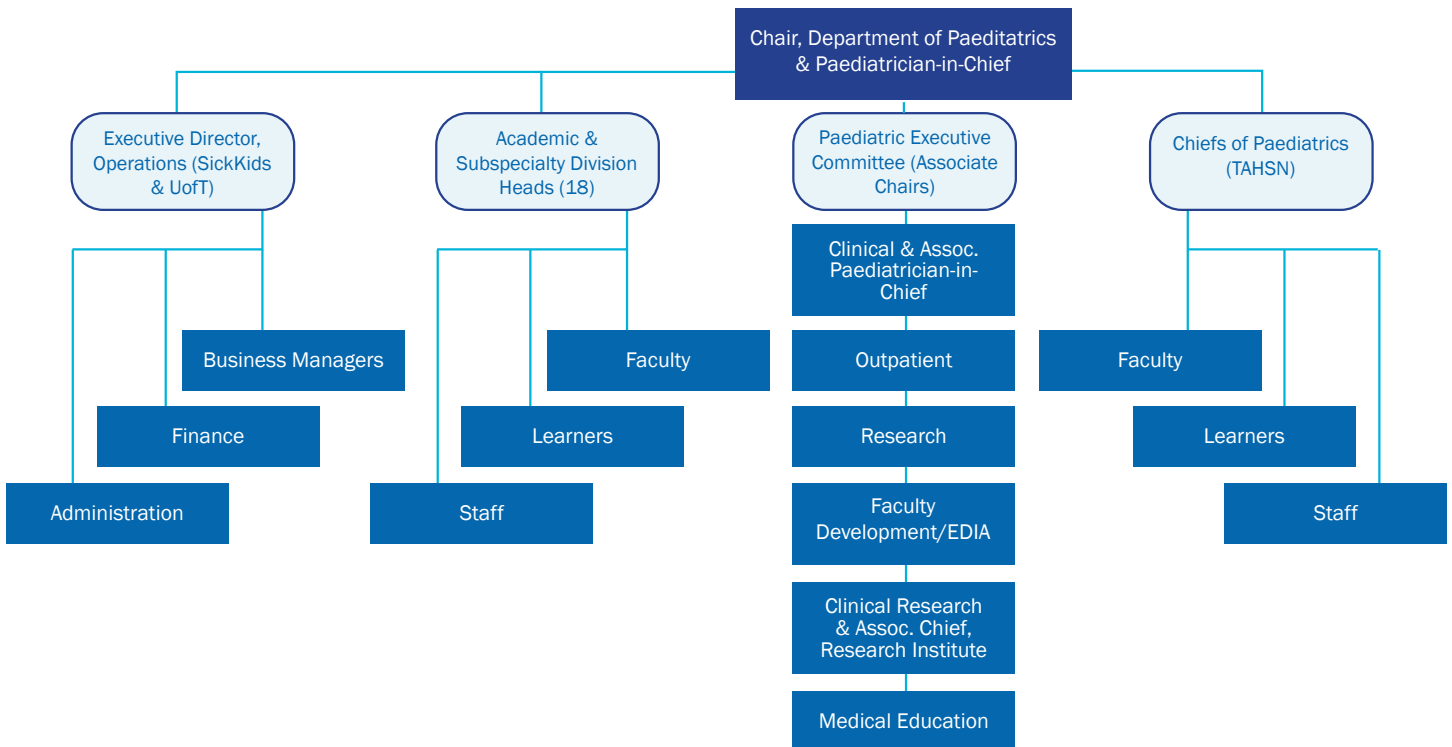 Chair, Department of Paeditatrics
& Paediatrician-in-Chief
Executive Director,
Operations (SickKids
& UofT)
Academic &
Subspecialty Division
Heads (18)
Paediatric Executive
Committee (Associate
Chairs)
Chiefs of Paediatrics
(TAHSN)
Business Managers
Finance
Administration
Faculty
Learners
Staff
Clinical & Assoc.
Paediatrician-in-
Chief
Outpatient
Research
Faculty
Development/EDIA
Clinical Research
& Assoc. Chief,
Research Institute
Medical Education
Faculty
Learners
Staff